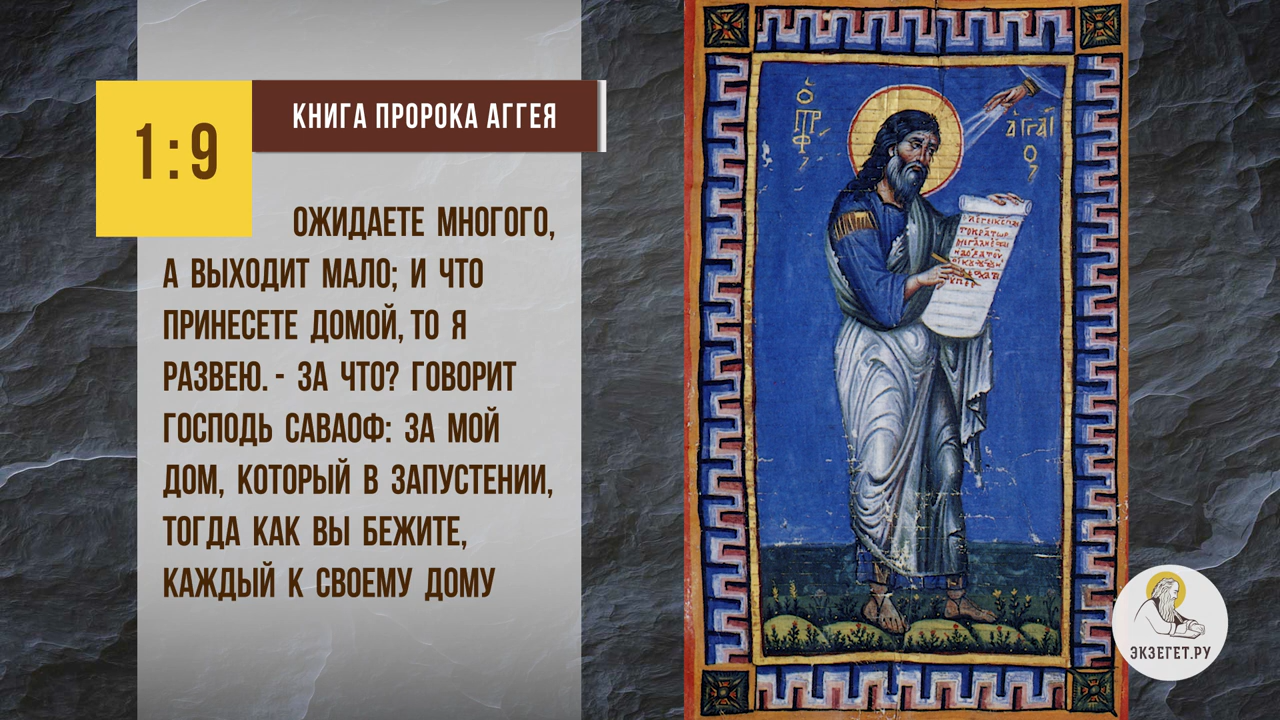 1:9
КНИГА ПРОРОКА АГГЕЯ
ОЖИДАЕТЕ МНОГОГО,
А ВЫХОДИТ МАЛО; И ЧТО
ПРИНЕСЕТЕ ДОМОЙ, ТО Я
РАЗВЕЮ. - ЗА ЧТО? ГОВОРИТ
ГОСПОДЬ САВАОФ: ЗА МОЙ
ДОМ, КОТОРЫЙ В ЗАПУСТЕНИИ,
ТОГДА КАК ВЫ БЕЖИТЕ,
КАЖДЫЙ К СВОЕМУ ДОМУ
ЭКЗЕГЕТ.РУ